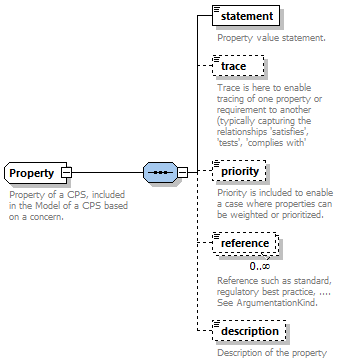 statement
Property value statement.
trace
Trace is here to enable
tracing of one property or
requirement to another
(typically capturing the
relationships 'satisfies',
'tests', 'complies with'
Property
Property of a CPS, included
in the Model of a CPS based
on a concern.
priority
Priority is included to enable
a case where properties can
be weighted or prioritized.
reference
0..∞
Reference such as standard,
regulatory best practice, ....
See ArgumentationKind.
description
Description of the property